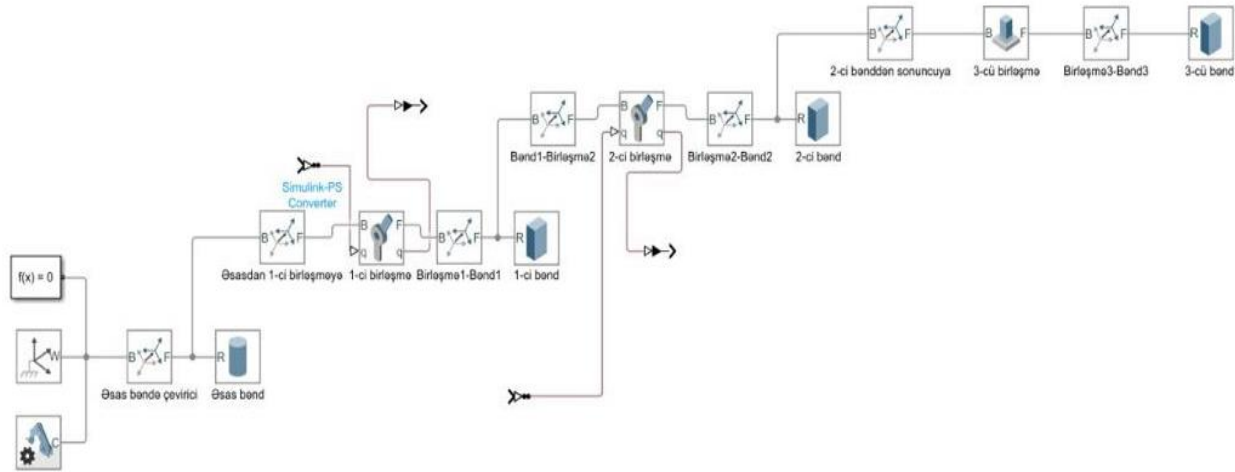 B F
2-ci bənddən sonuncuya
B F
3-cü birləşmə
B F
Birləşmə3-Bənd3
R
3-cü bənd
B F
Bənd1-Birləşmə2
B F
q q
2-ci birləşmə
B F
Birləşmə2-Bənd2
R
2-ci bənd
Simulink-PS
Converter
B F
Əsasdan 1-ci birləşməyə
B F
q q
1-ci birləşmə
B F
Birləşmə1-Bənd1
R
1-ci bənd
f(x) = 0
W
B F
Əsas bəndə çevirici
R
Əsas bənd
C